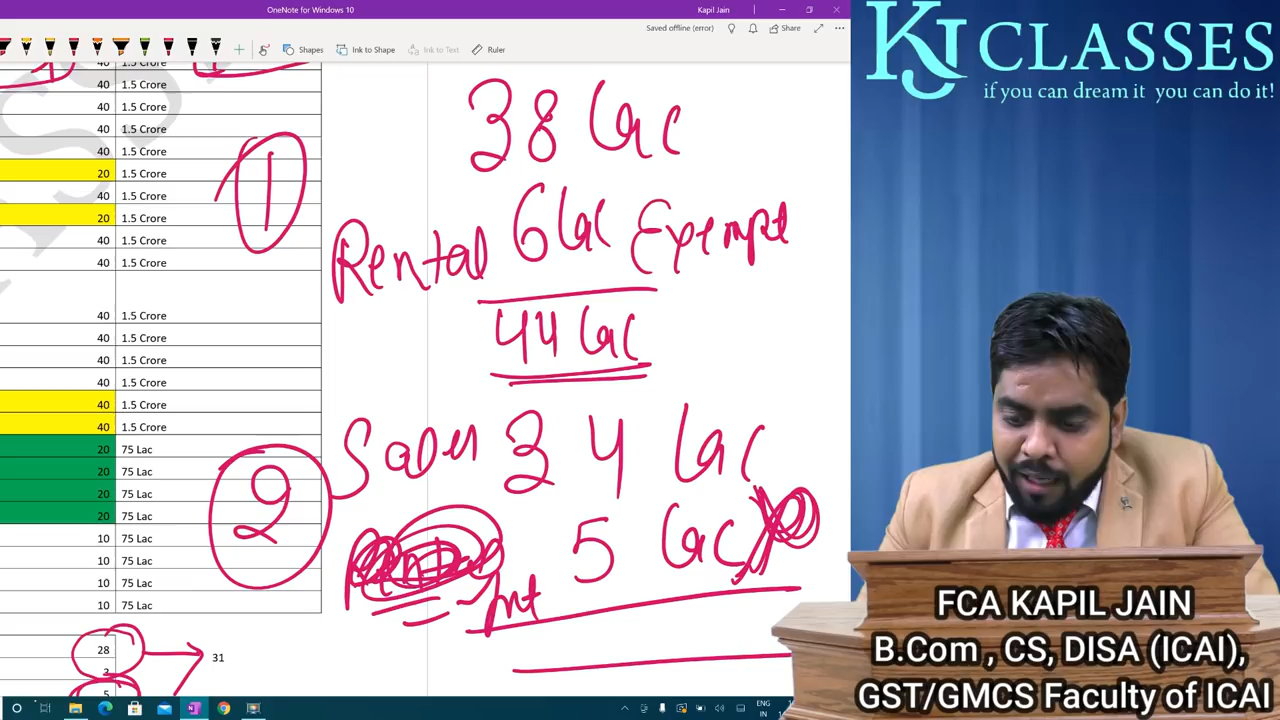 OneNote for Windows 10
Kapil Jain
Saved offline (error)
Share
Shapes
Ink to Shape
Ink to Text
Ruler
40
40 1.5 Crore
40 1.5 Crore
40 1.5 Crore
40 1.5 Crore
20 1.5 Crore
40 1.5 Crore
20 1.5 Crore
40 1.5 Crore
40 1.5 Crore
40 1.5 Crore
40 1.5 Crore
40 1.5 Crore
40 1.5 Crore
40 1.5 Crore
40 1.5 Crore
20 75 Lac
20 75 Lac
20 75 Lac
20 75 Lac
10 75 Lac
10 75 Lac
10 75 Lac
10 75 Lac
28
31
3
5
1
2
38 Lac
Rental 6 Lac Exempt
44 Lac
Sales 34 Lac
Int 5 Lac
ENG
IN
KJ CLASSES
if you can dream it you can do it!
FCA KAPIL JAIN
B.Com , CS, DISA (ICAI),
GST/GMCS Faculty of ICAI